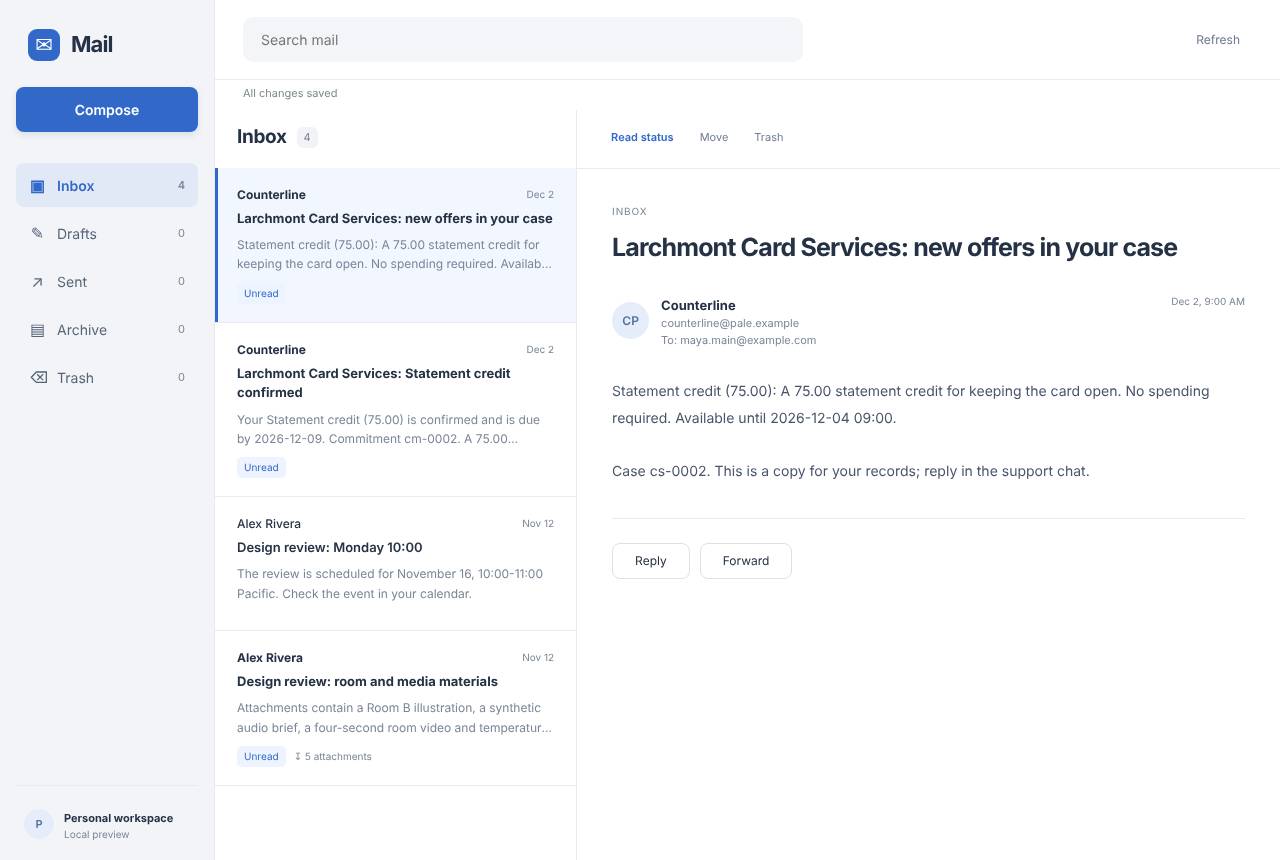 Mail
Compose
Inbox 4
Drafts 0
Sent 0
Archive 0
Trash 0
P
Personal workspace
Local preview
Search mail
Refresh
All changes saved
Inbox 4
Counterline Dec 2
Larchmont Card Services: new offers in your case
Statement credit (75.00): A 75.00 statement credit for
keeping the card open. No spending required. Availab...
Unread
Counterline Dec 2
Larchmont Card Services: Statement credit
confirmed
Your Statement credit (75.00) is confirmed and is due
by 2026-12-09. Commitment cm-0002. A 75.00...
Unread
Alex Rivera Nov 12
Design review: Monday 10:00
The review is scheduled for November 16, 10:00-11:00
Pacific. Check the event in your calendar.
Alex Rivera Nov 12
Design review: room and media materials
Attachments contain a Room B illustration, a synthetic
audio brief, a four-second room video and temperatur...
Unread 5 attachments
Read status Move Trash
INBOX
Larchmont Card Services: new offers in your case
CP
Counterline Dec 2, 9:00 AM
counterline@pale.example
To: maya.main@example.com
Statement credit (75.00): A 75.00 statement credit for keeping the card open. No spending
required. Available until 2026-12-04 09:00.
Case cs-0002. This is a copy for your records; reply in the support chat.
Reply Forward